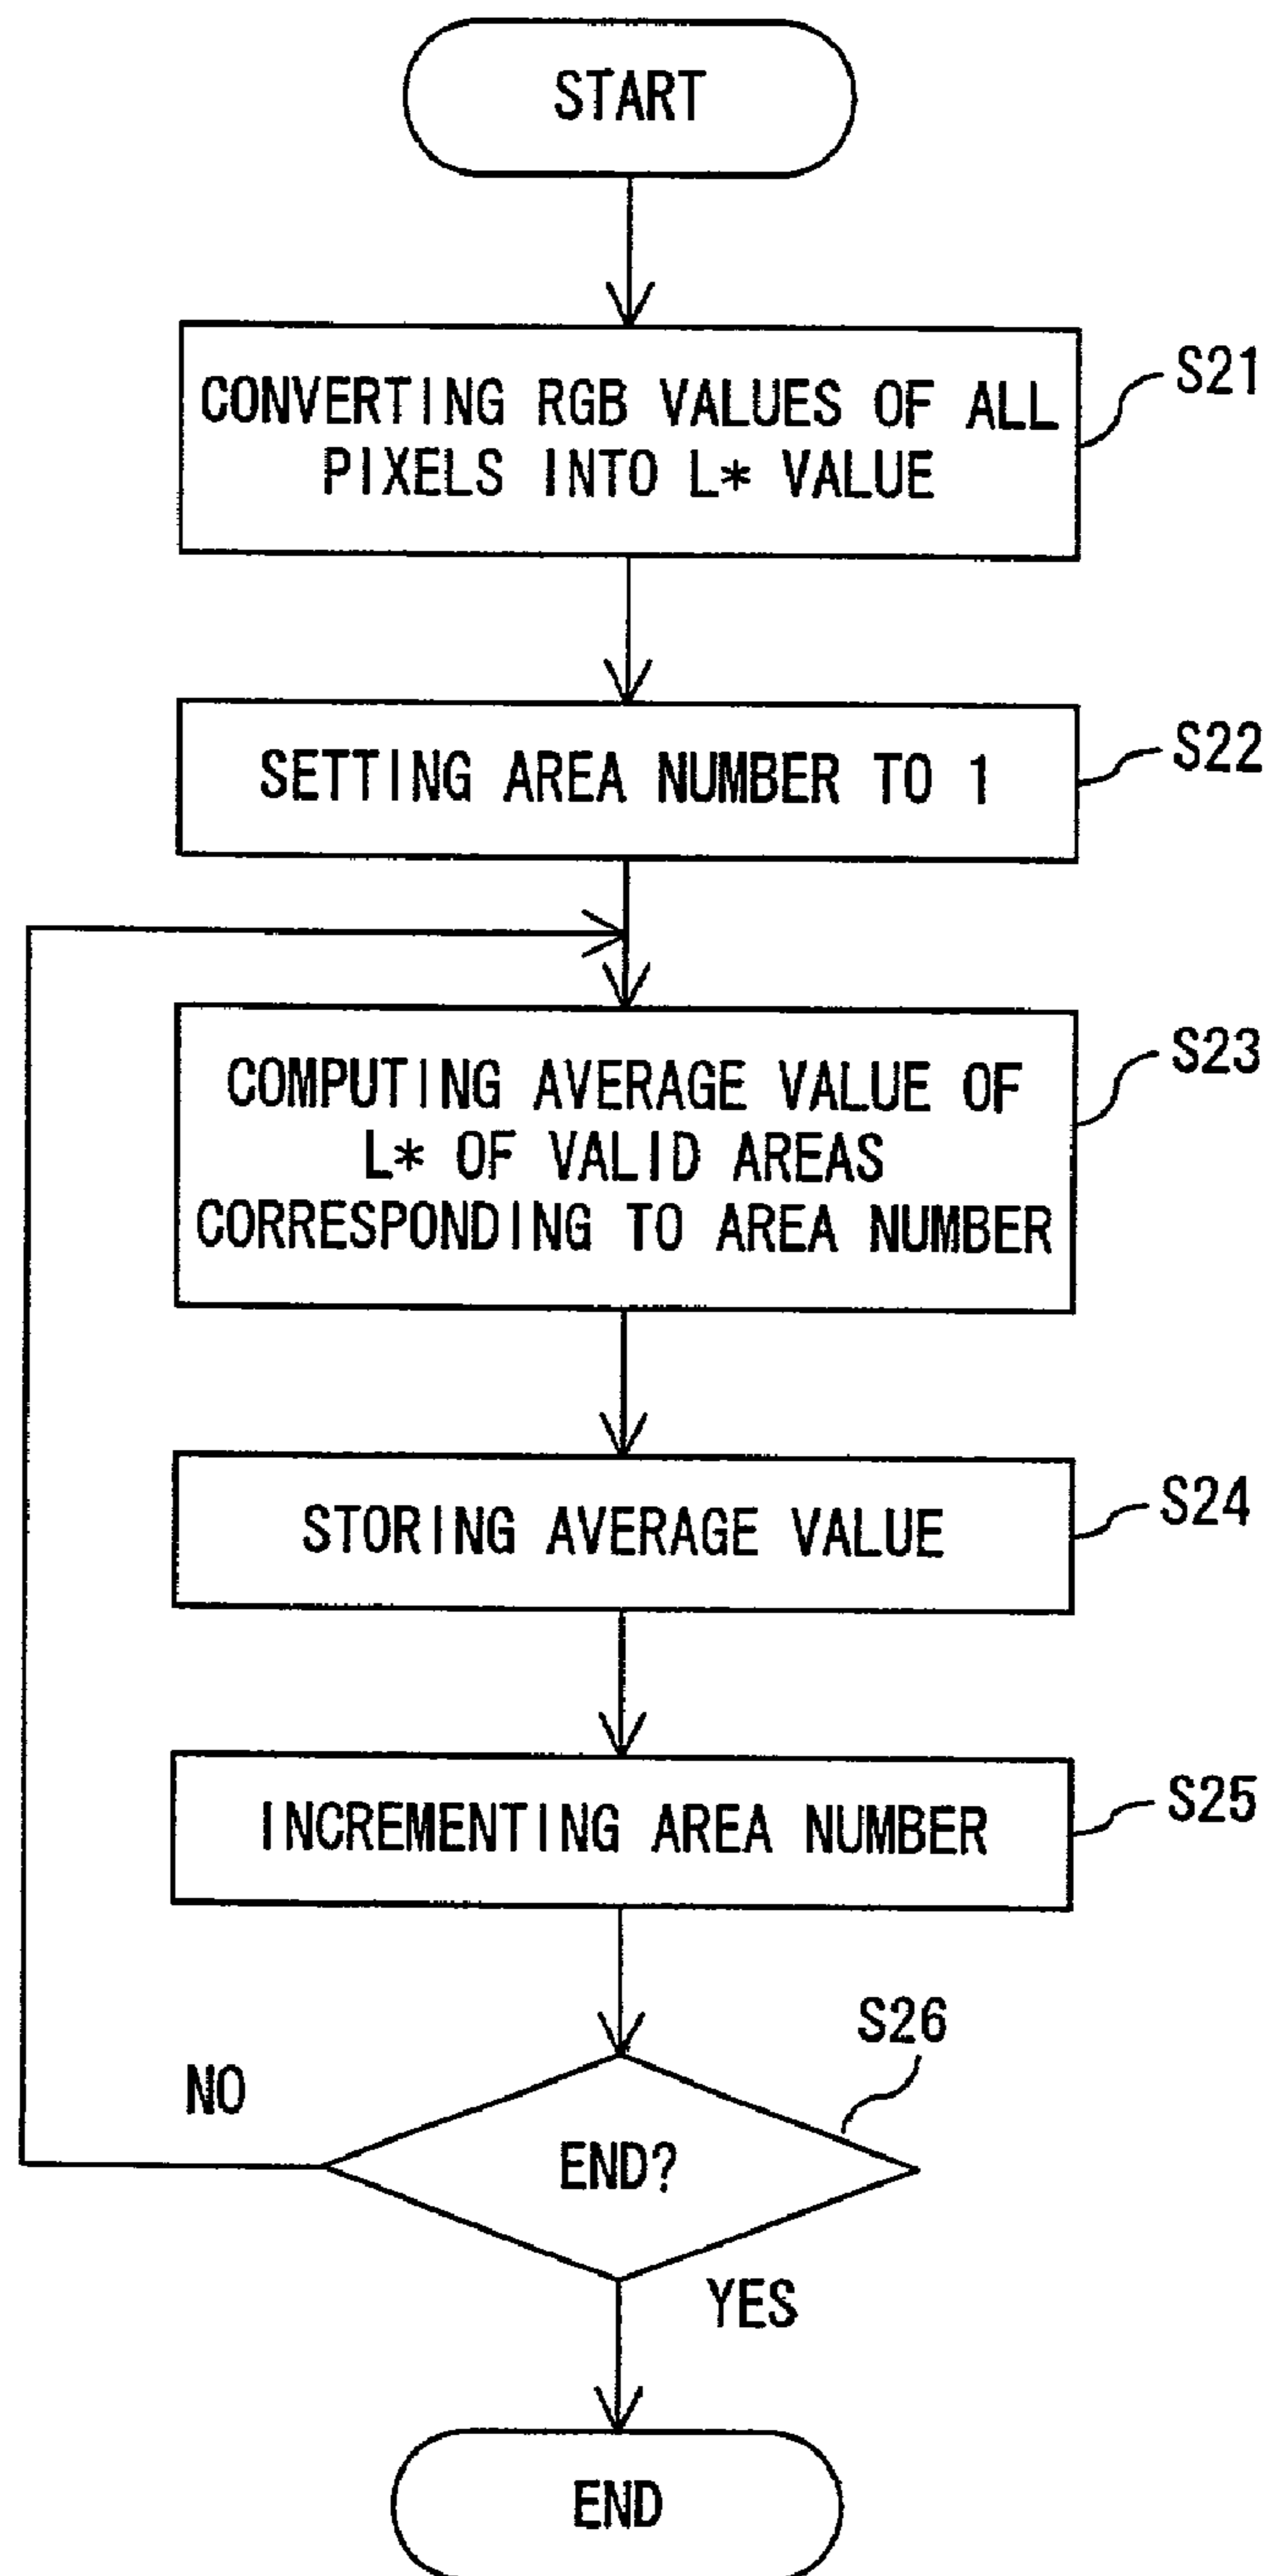 START
CONVERTING RGB VALUES OF ALL
PIXELS INTO L* VALUE
S21
SETTING AREA NUMBER TO 1
S22
COMPUTING AVERAGE VALUE OF
L* OF VALID AREAS
CORRESPONDING TO AREA NUMBER
S23
STORING AVERAGE VALUE
S24
INCREMENTING AREA NUMBER
S25
S26
NO
END?
YES
END